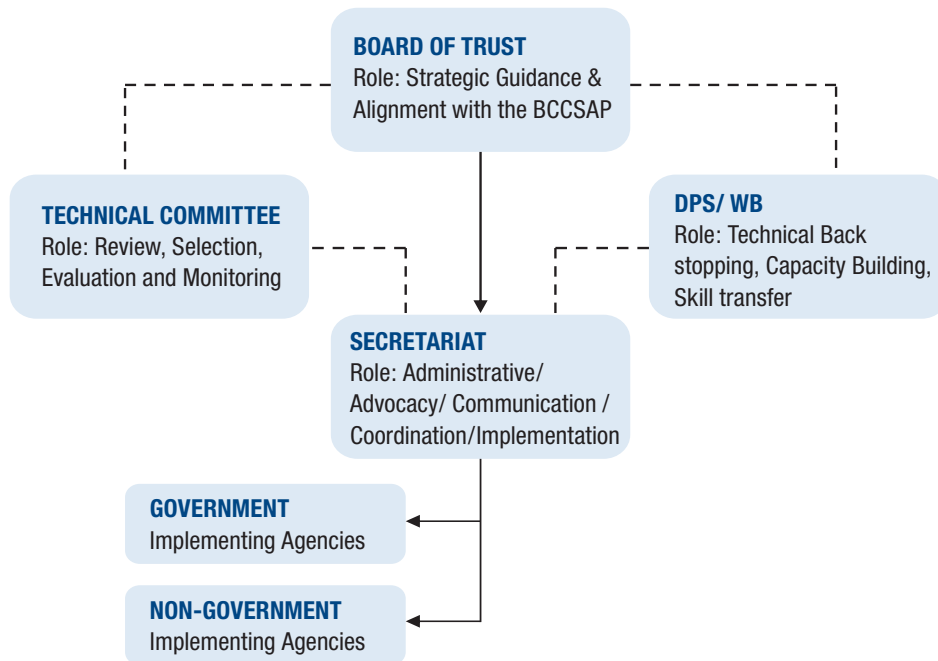 BOARD OF TRUST
Role: Strategic Guidance &
Alignment with the BCCSAP
TECHNICAL COMMITTEE
Role: Review, Selection,
Evaluation and Monitoring
DPS/ WB
Role: Technical Back
stopping, Capacity Building,
Skill transfer
SECRETARIAT
Role: Administrative/
Advocacy/ Communication /
Coordination/Implementation
GOVERNMENT
Implementing Agencies
NON-GOVERNMENT
Implementing Agencies